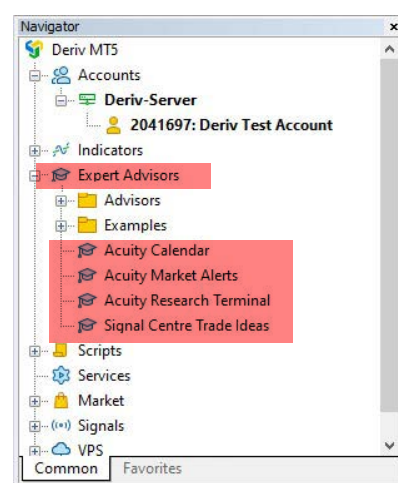 Navigator
Deriv MT5
Accounts
Deriv-Server
2041697: Deriv Test Account
Indicators
Expert Advisors
Advisors
Examples
Acuity Calendar
Acuity Market Alerts
Acuity Research Terminal
Signal Centre Trade Ideas
Scripts
Services
Market
Signals
VPS
Common Favorites